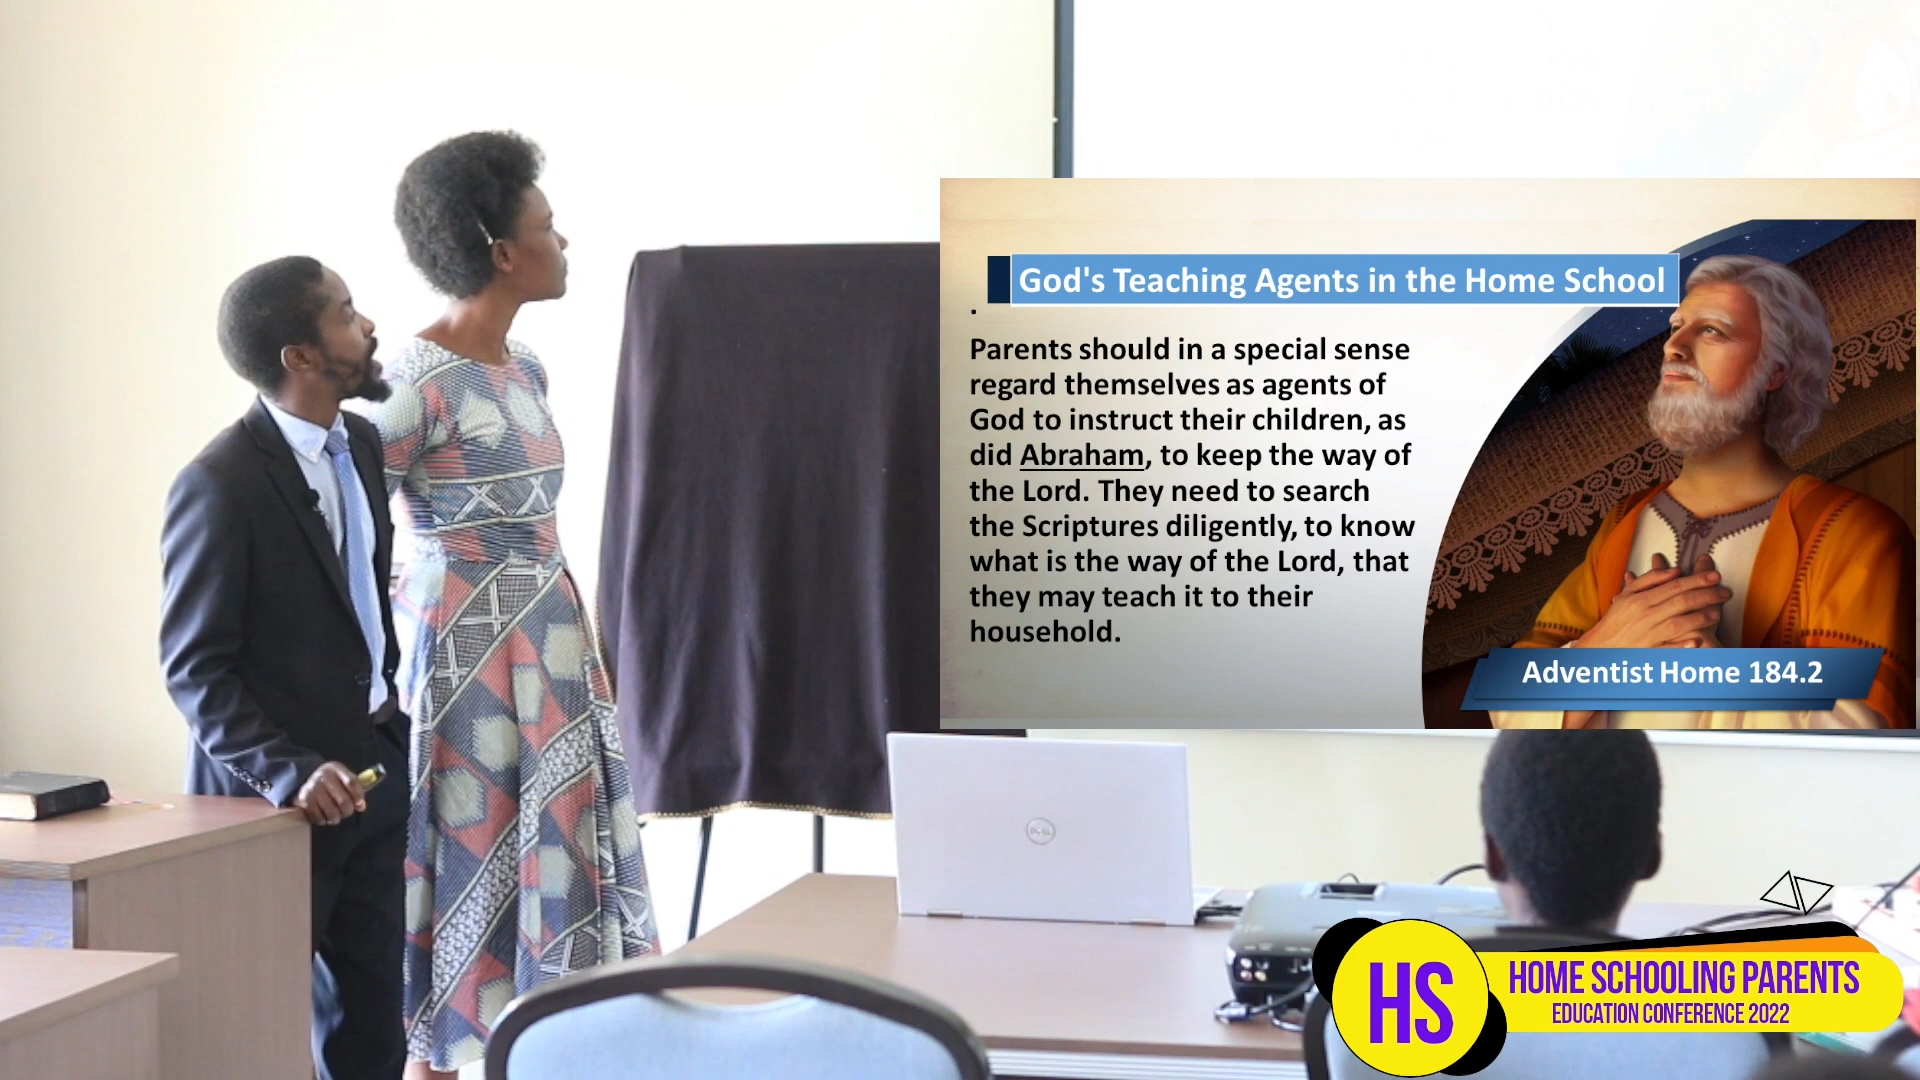 God's Teaching Agents in the Home School
.
Parents should in a special sense
regard themselves as agents of
God to instruct their children, as
did Abraham, to keep the way of
the Lord. They need to search
the Scriptures diligently, to know
what is the way of the Lord, that
they may teach it to their
household.
Adventist Home 184.2
DELL
HS
HOME SCHOOLING PARENTS
EDUCATION CONFERENCE 2022